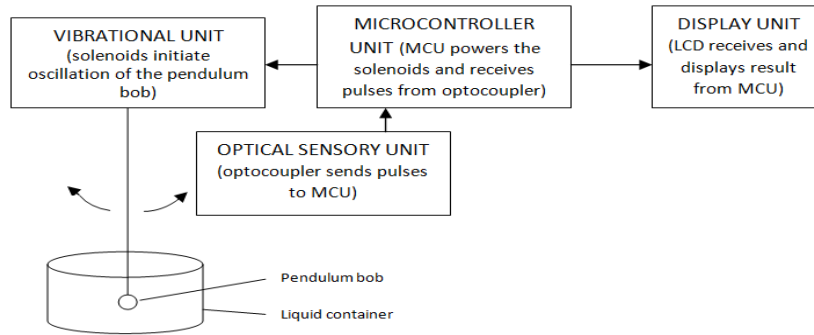 VIBRATIONAL UNIT
(solenoids initiate
oscillation of the pendulum
bob)
MICROCONTROLLER
UNIT (MCU powers the
solenoids and receives
pulses from optocoupler)
DISPLAY UNIT
(LCD receives and
displays result
from MCU)
OPTICAL SENSORY UNIT
(optocoupler sends pulses
to MCU)
Pendulum bob
Liquid container